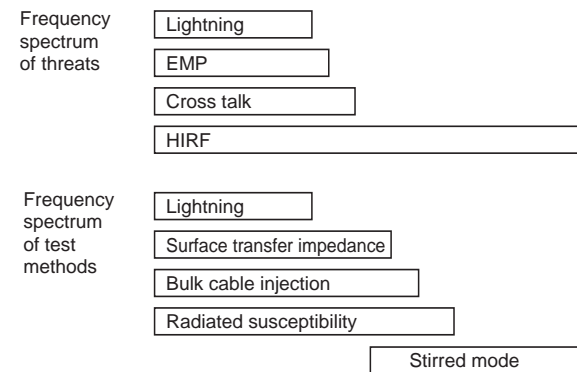 Frequency
spectrum
of threats
Lightning
EMP
Cross talk
HIRF
Frequency
spectrum
of test
methods
Lightning
Surface transfer impedance
Bulk cable injection
Radiated susceptibility
Stirred mode